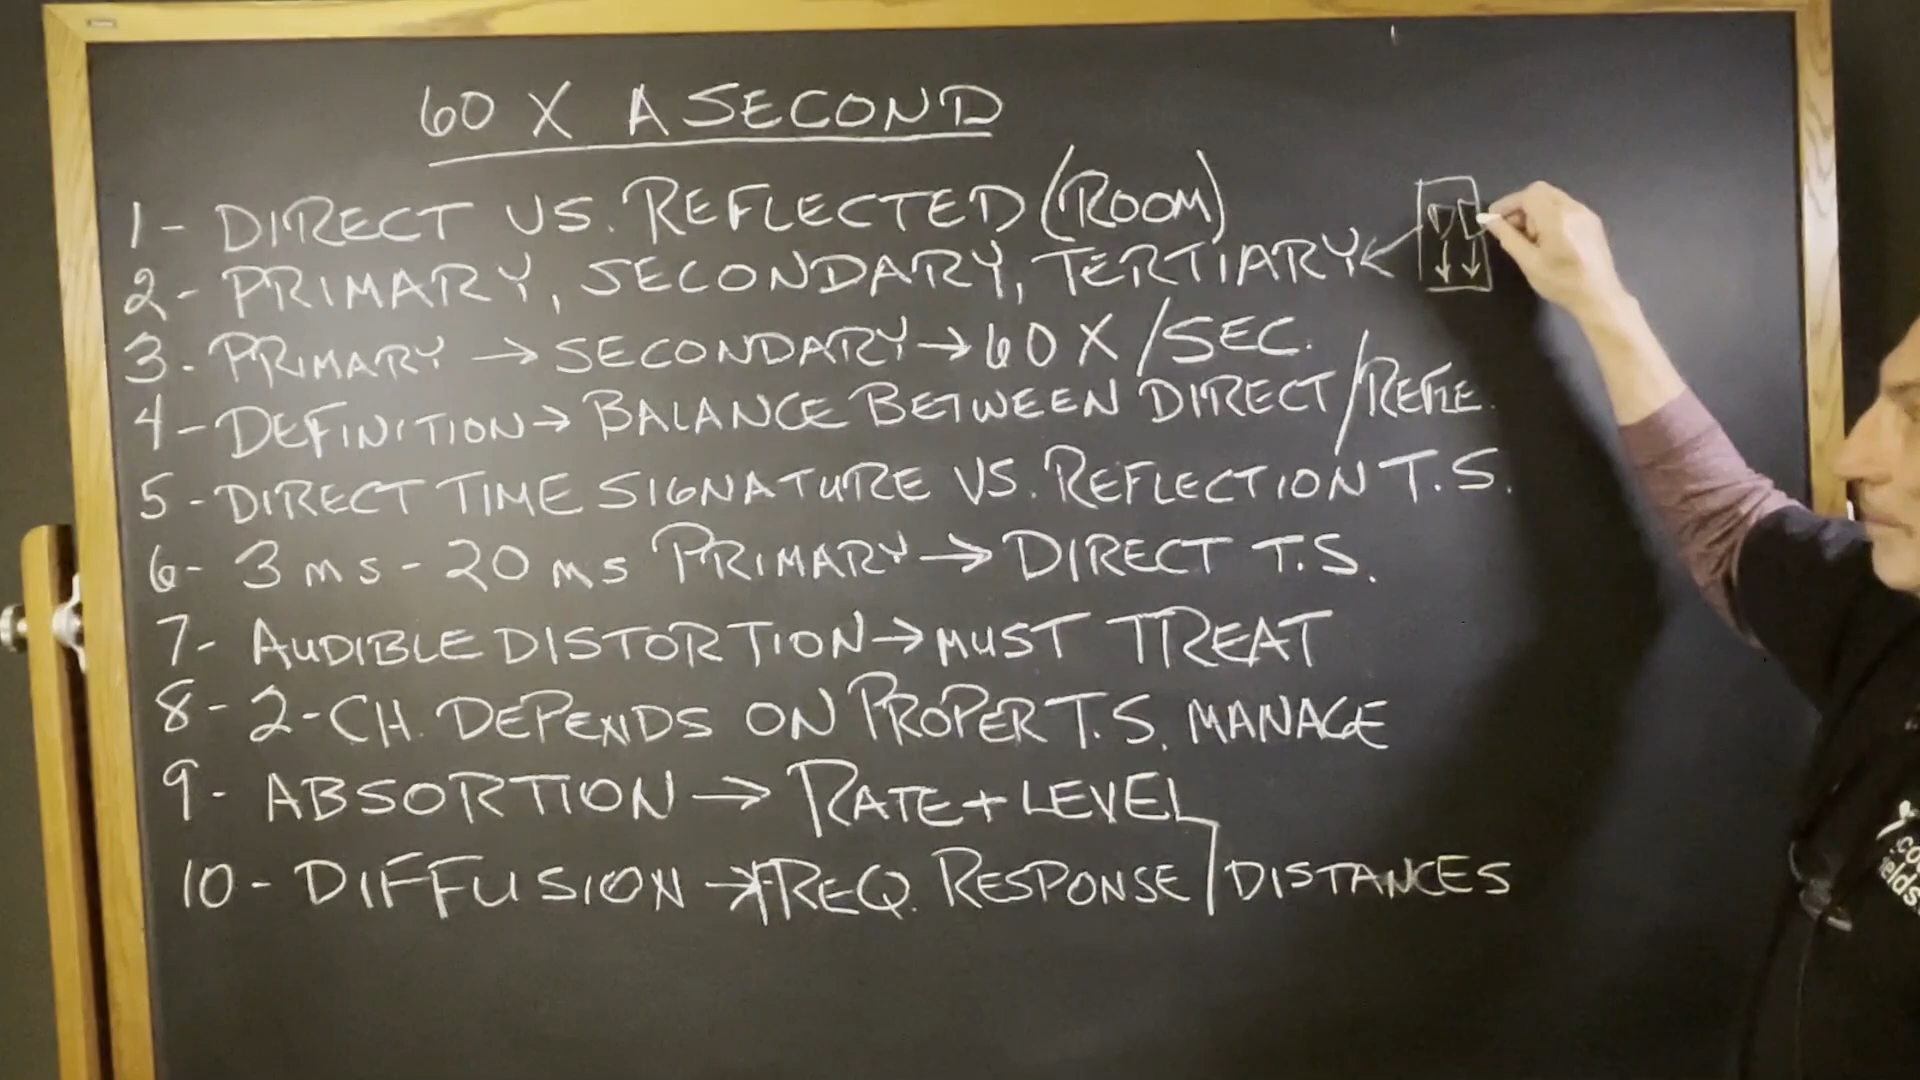 60 X A SECOND
1 - DIRECT VS. REFLECTED (ROOM)
2 - PRIMARY, SECONDARY, TERTIARY
3 - PRIMARY → SECONDARY → 60 X/SEC.
4 - DEFINITION → BALANCE BETWEEN DIRECT/REFLE.
5 - DIRECT TIME SIGNATURE VS. REFLECTION T.S.
6 - 3 ms - 20 ms PRIMARY → DIRECT T.S.
7 - AUDIBLE DISTORTION → MUST TREAT
8 - 2-CH. DEPENDS ON PROPER T.S. MANAGE
9 - ABSORTION → RATE + LEVEL
10 - DIFFUSION → FREQ. RESPONSE/DISTANCES